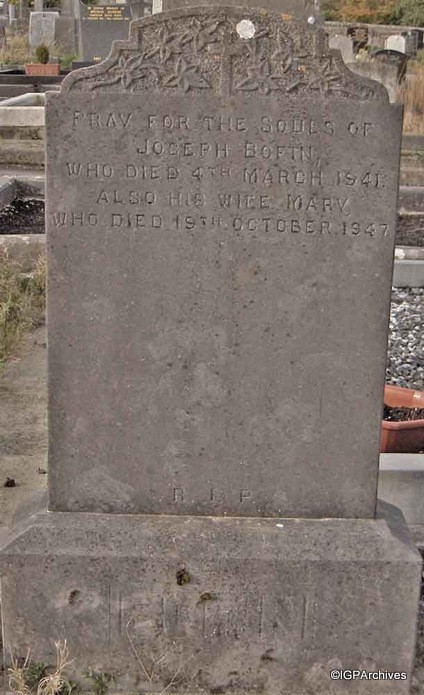 PRAY FOR THE SOULS OF
JOSEPH BOFIN,
WHO DIED 4TH MARCH 1941.
ALSO HIS WIFE MARY
WHO DIED 19TH OCTOBER 1947
R.I.P.
©IGPArchives